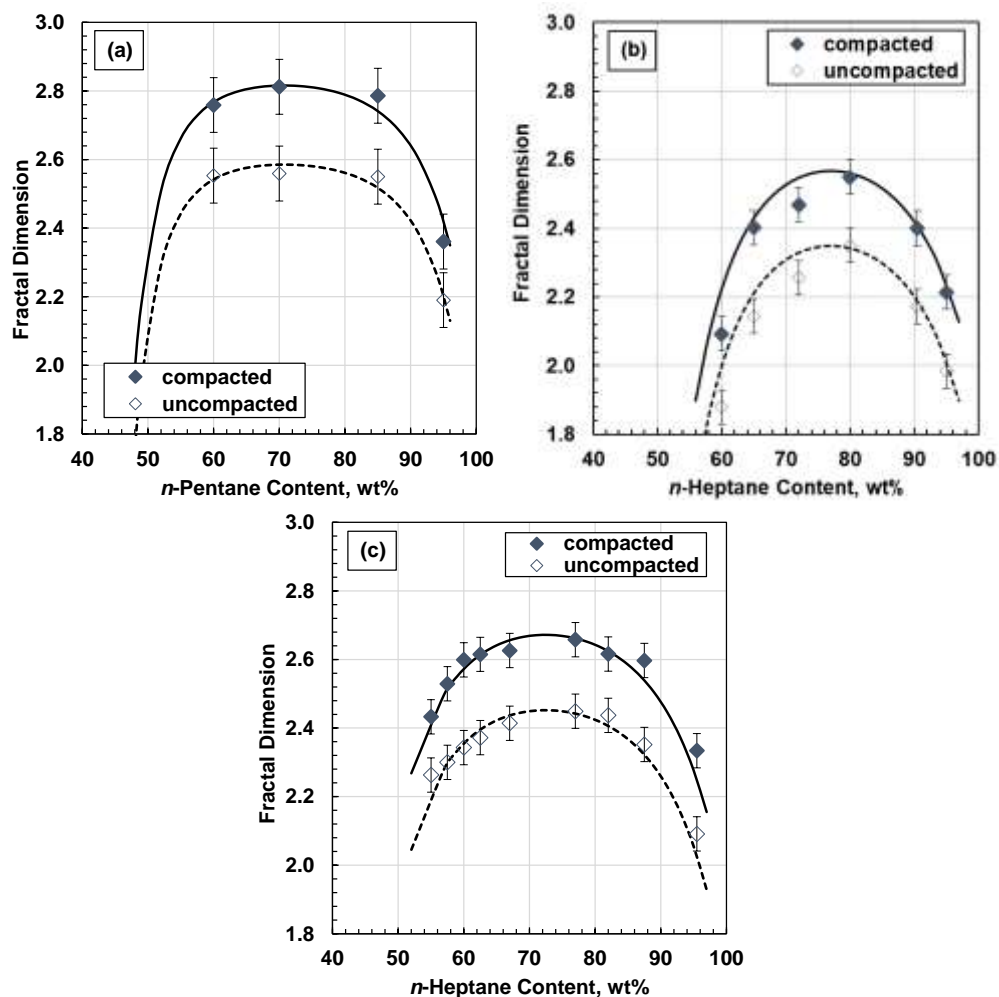 (a)
3.0
2.8
2.6
2.4
2.2
2.0
1.8
Fractal Dimension
compacted
uncompacted
40 50 60 70 80 90 100
n-Pentane Content, wt%
(b)
compacted
uncompacted
3.0
2.8
2.6
2.4
2.2
2.0
1.8
Fractal Dimension
40 50 60 70 80 90 100
n-Heptane Content, wt%
(c)
compacted
uncompacted
3.0
2.8
2.6
2.4
2.2
2.0
1.8
Fractal Dimension
40 50 60 70 80 90 100
n-Heptane Content, wt%